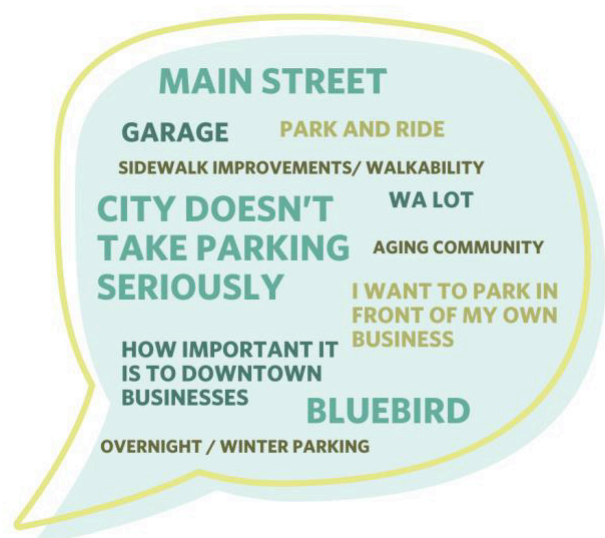 MAIN STREET
GARAGE
PARK AND RIDE
SIDEWALK IMPROVEMENTS/ WALKABILITY
CITY DOESN'T
TAKE PARKING
SERIOUSLY
WA LOT
AGING COMMUNITY
I WANT TO PARK IN
FRONT OF MY OWN
BUSINESS
HOW IMPORTANT IT
IS TO DOWNTOWN
BUSINESSES
BLUEBIRD
OVERNIGHT / WINTER PARKING